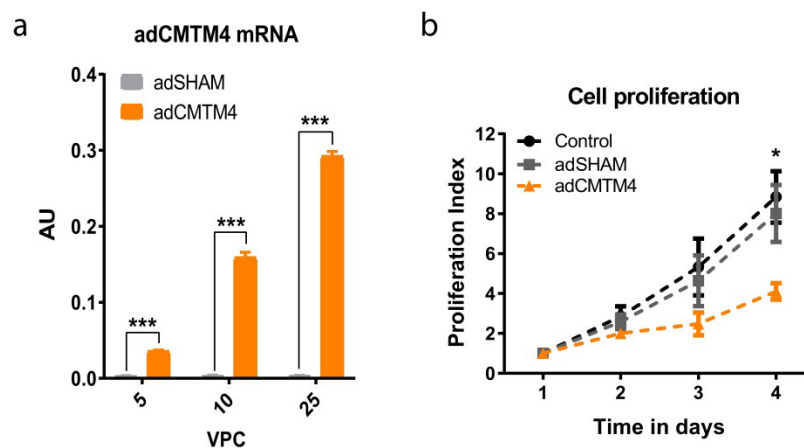 a
adCMTM4 mRNA
adSHAM
adCMTM4
0.4
0.3
0.2
0.1
0.0
AU
***
***
***
5
10
25
VPC
b
Cell proliferation
Control
adSHAM
adCMTM4
*
12
10
8
6
4
2
0
Proliferation Index
1
2
3
4
Time in days